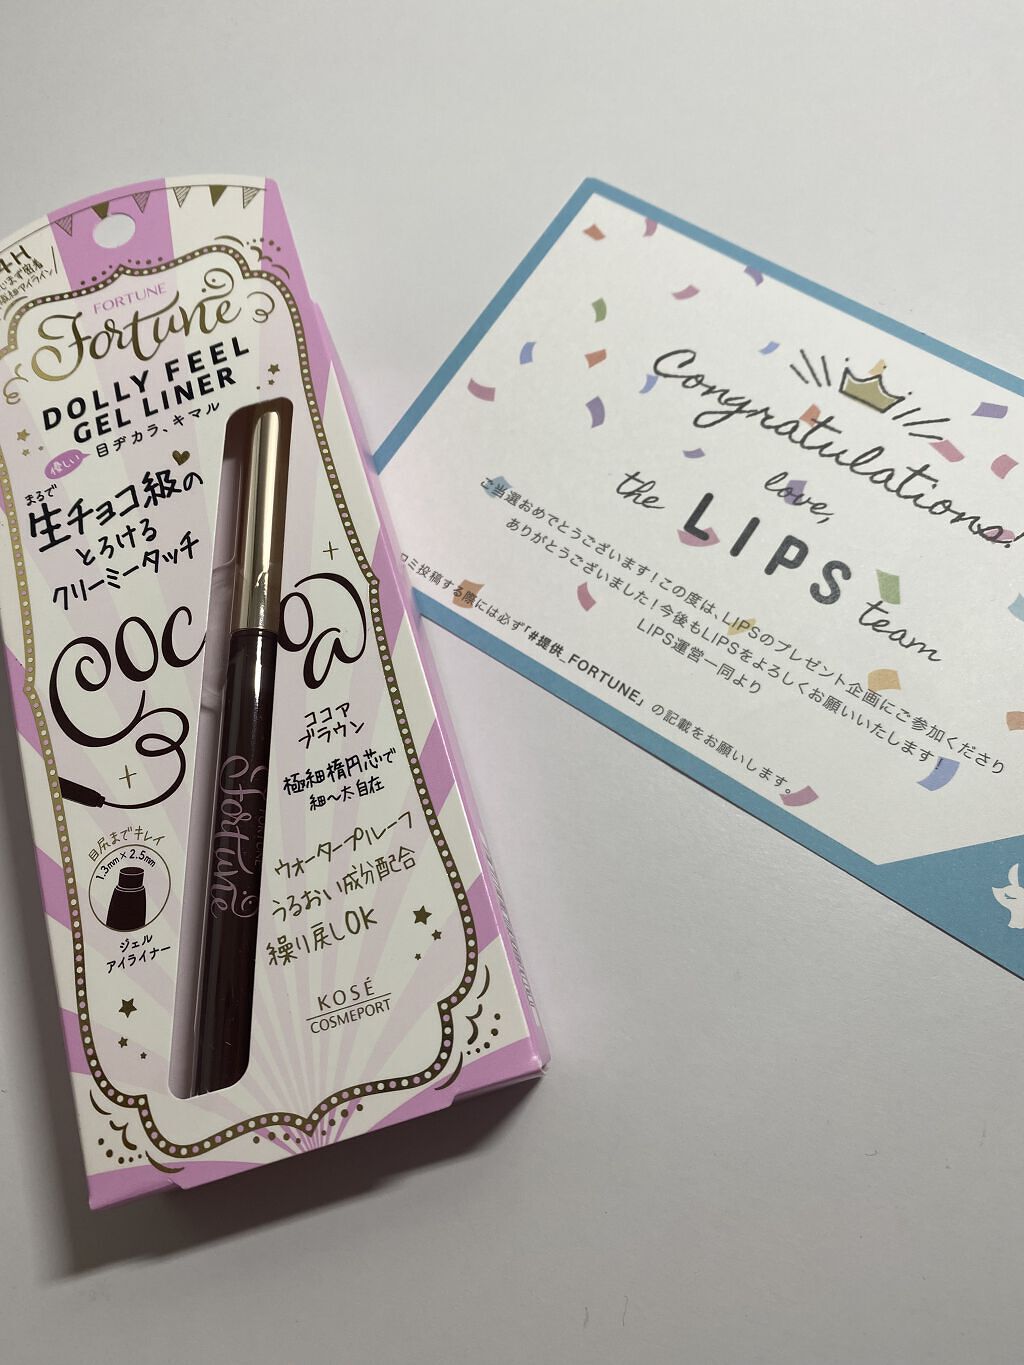 FORTUNE
Fortune
DOLLY FEEL
GEL LINER
優しい
目ヂカラ、キマル
まるで
生チョコ級の
とろける
クリーミータッチ
Cocoa
ココア
ブラウン
極細楕円芯で
細〜太自在
ウォータープルーフ
うるおい成分配合
繰り戻しOK
目尻までキレイ
1.3mm×2.5mm
ジェル
アイライナー
FORTUNE
Fortune
KOSÉ
COSMEPORT
Congratulations!
love,
the LIPS team
ご当選おめでとうございます！この度は、LIPSのプレゼント企画にご参加くださり
ありがとうございました！今後もLIPSをよろしくお願いいたします！
LIPS運営一同より
コミ投稿する際には必ず「#提供_FORTUNE」の記載をお願いします。